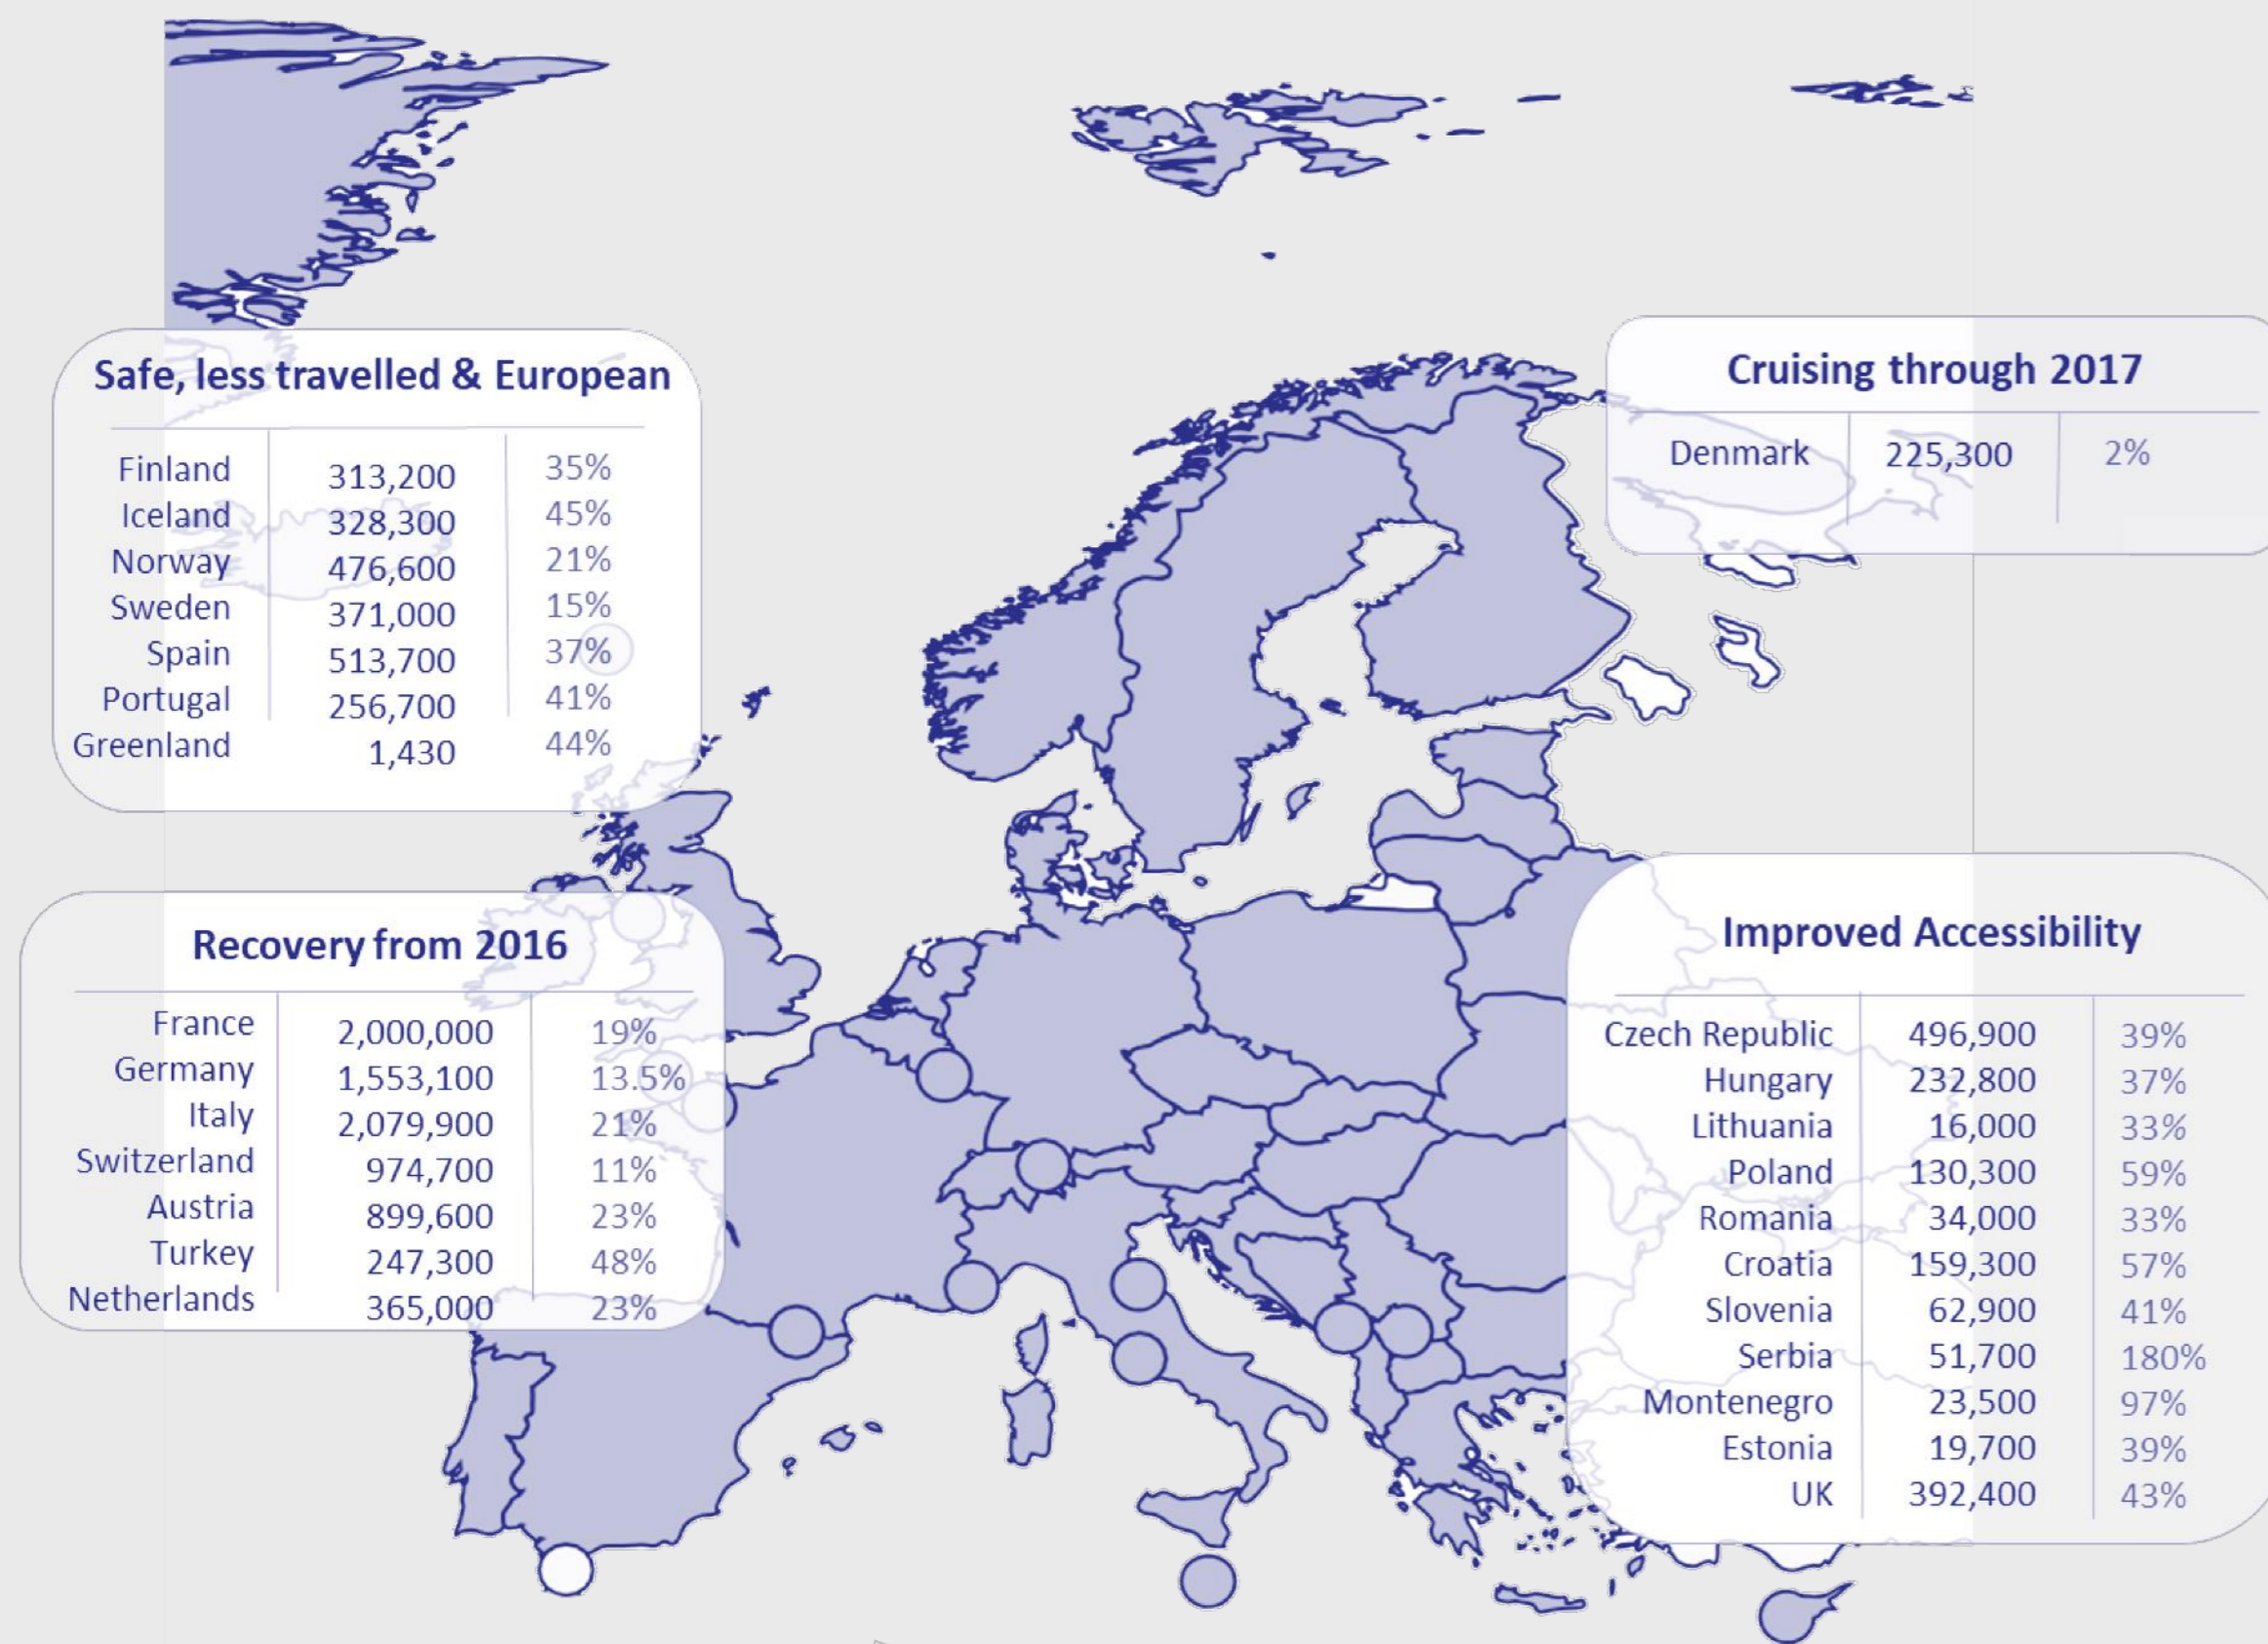 Safe, less travelled & European
Finland 313,200 35%
Iceland 328,300 45%
Norway 476,600 21%
Sweden 371,000 15%
Spain 513,700 37%
Portugal 256,700 41%
Greenland 1,430 44%
Cruising through 2017
Denmark 225,300 2%
Recovery from 2016
France 2,000,000 19%
Germany 1,553,100 13.5%
Italy 2,079,900 21%
Switzerland 974,700 11%
Austria 899,600 23%
Turkey 247,300 48%
Netherlands 365,000 23%
Improved Accessibility
Czech Republic 496,900 39%
Hungary 232,800 37%
Lithuania 16,000 33%
Poland 130,300 59%
Romania 34,000 33%
Croatia 159,300 57%
Slovenia 62,900 41%
Serbia 51,700 180%
Montenegro 23,500 97%
Estonia 19,700 39%
UK 392,400 43%